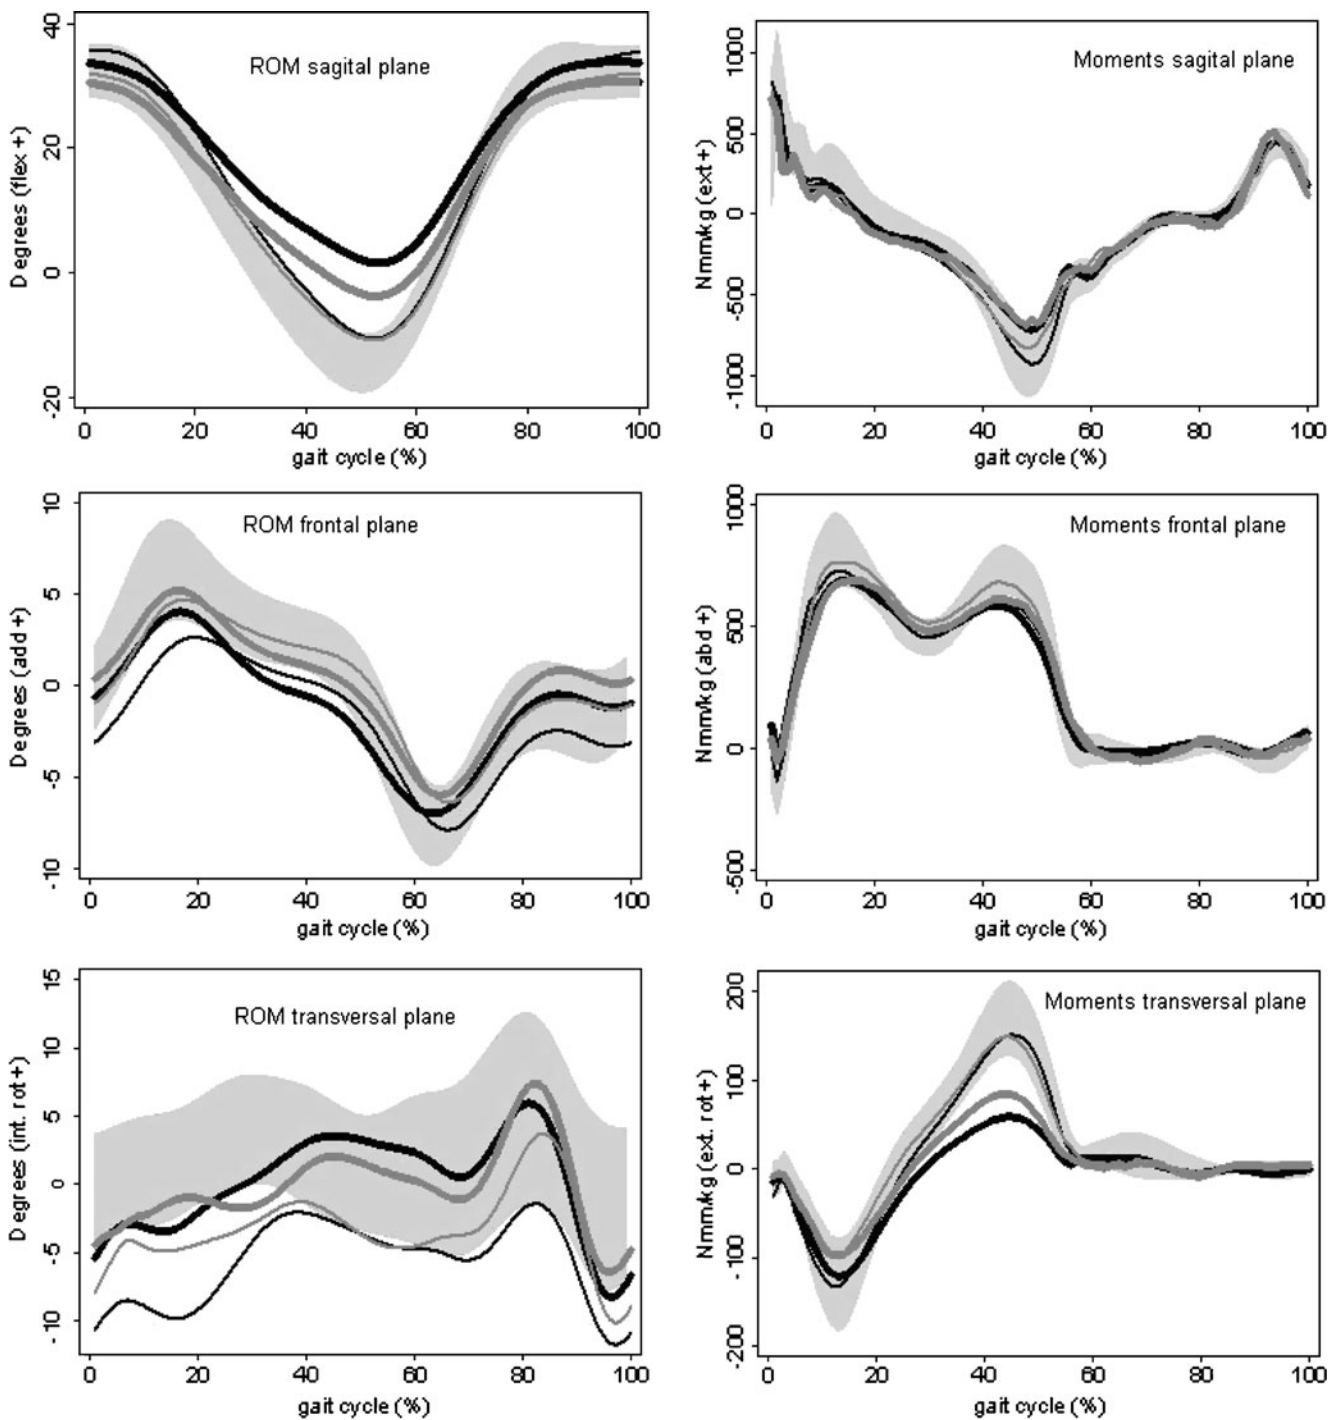 ROM sagital plane
Degrees (flex +)
40
20
0
-20
0 20 40 60 80 100
gait cycle (%)
Moments sagital plane
Nmm/kg (ext +)
1000
500
0
-500
-1000
0 20 40 60 80 100
gait cycle (%)
ROM frontal plane
Degrees (add +)
10
5
0
-5
-10
0 20 40 60 80 100
gait cycle (%)
Moments frontal plane
Nmm/kg (abd +)
1000
500
0
-500
0 20 40 60 80 100
gait cycle (%)
ROM transversal plane
Degrees (int. rot +)
15
10
5
0
-5
-10
0 20 40 60 80 100
gait cycle (%)
Moments transversal plane
Nmm/kg (ext. rot +)
200
100
0
-100
-200
0 20 40 60 80 100
gait cycle (%)